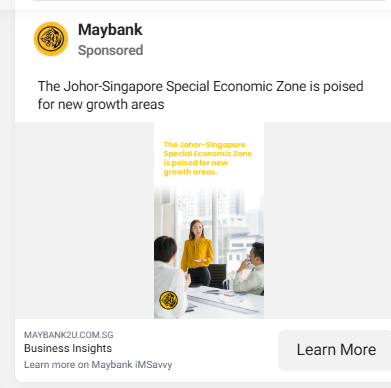 Maybank
Sponsored
The Johor-Singapore Special Economic Zone is poised
for new growth areas
The Johor-Singapore
Special Economic Zone
is poised for new
growth areas.
MAYBANK2U.COM.SG
Business Insights
Learn more on Maybank iMSavvy
Learn More